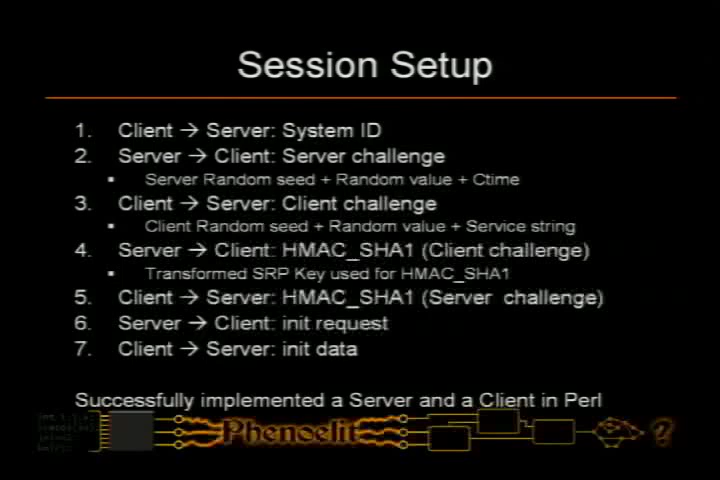 Session Setup
1. Client → Server: System ID
2. Server → Client: Server challenge
▪ Server Random seed + Random value + Ctime
3. Client → Server: Client challenge
▪ Client Random seed + Random value + Service string
4. Server → Client: HMAC_SHA1 (Client challenge)
▪ Transformed SRP Key used for HMAC_SHA1
5. Client → Server: HMAC_SHA1 (Server challenge)
6. Server → Client: init request
7. Client → Server: init data
Successfully implemented a Server and a Client in Perl
Phenoelit ?